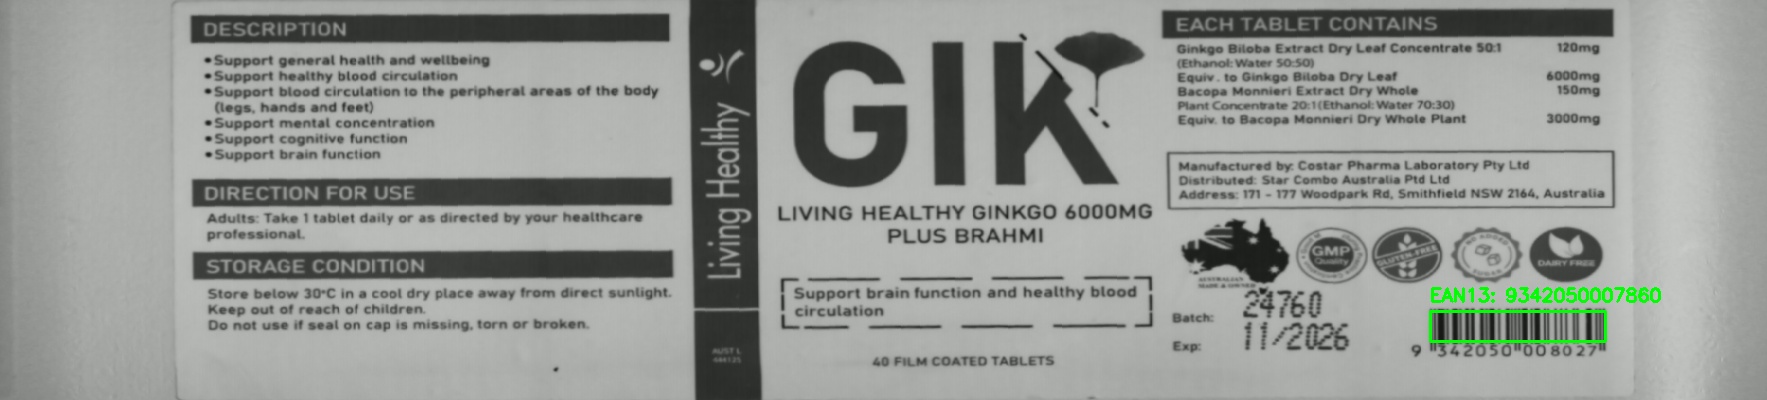 DESCRIPTION
•Support general health and wellbeing
•Support healthy blood circulation
•Support blood circulation to the peripheral areas of the body
(legs, hands and feet)
•Support mental concentration
•Support cognitive function
•Support brain function
DIRECTION FOR USE
Adults: Take 1 tablet daily or as directed by your healthcare
professional.
STORAGE CONDITION
Store below 30°C in a cool dry place away from direct sunlight.
Keep out of reach of children.
Do not use if seal on cap is missing, torn or broken.
Living Healthy
AUST L
GIK
LIVING HEALTHY GINKGO 6000MG
PLUS BRAHMI
Support brain function and healthy blood
circulation
40 FILM COATED TABLETS
EACH TABLET CONTAINS
Ginkgo Biloba Extract Dry Leaf Concentrate 50:1 120mg
(Ethanol: Water 50:50)
Equiv. to Ginkgo Biloba Dry Leaf 6000mg
Bacopa Monnieri Extract Dry Whole 150mg
Plant Concentrate 20:1 (Ethanol: Water 70:30)
Equiv. to Bacopa Monnieri Dry Whole Plant 3000mg
Manufactured by: Costar Pharma Laboratory Pty Ltd
Distributed: Star Combo Australia Ptd Ltd
Address: 171 - 177 Woodpark Rd, Smithfield NSW 2164, Australia
AUSTRALIAN
MADE & OWNED
GMP
Quality
GLUTEN-FREE
NO ADDED
SUGAR
DAIRY FREE
Batch: 24760
Exp: 11/2026
EAN13: 9342050007860
9 "342050"008027"